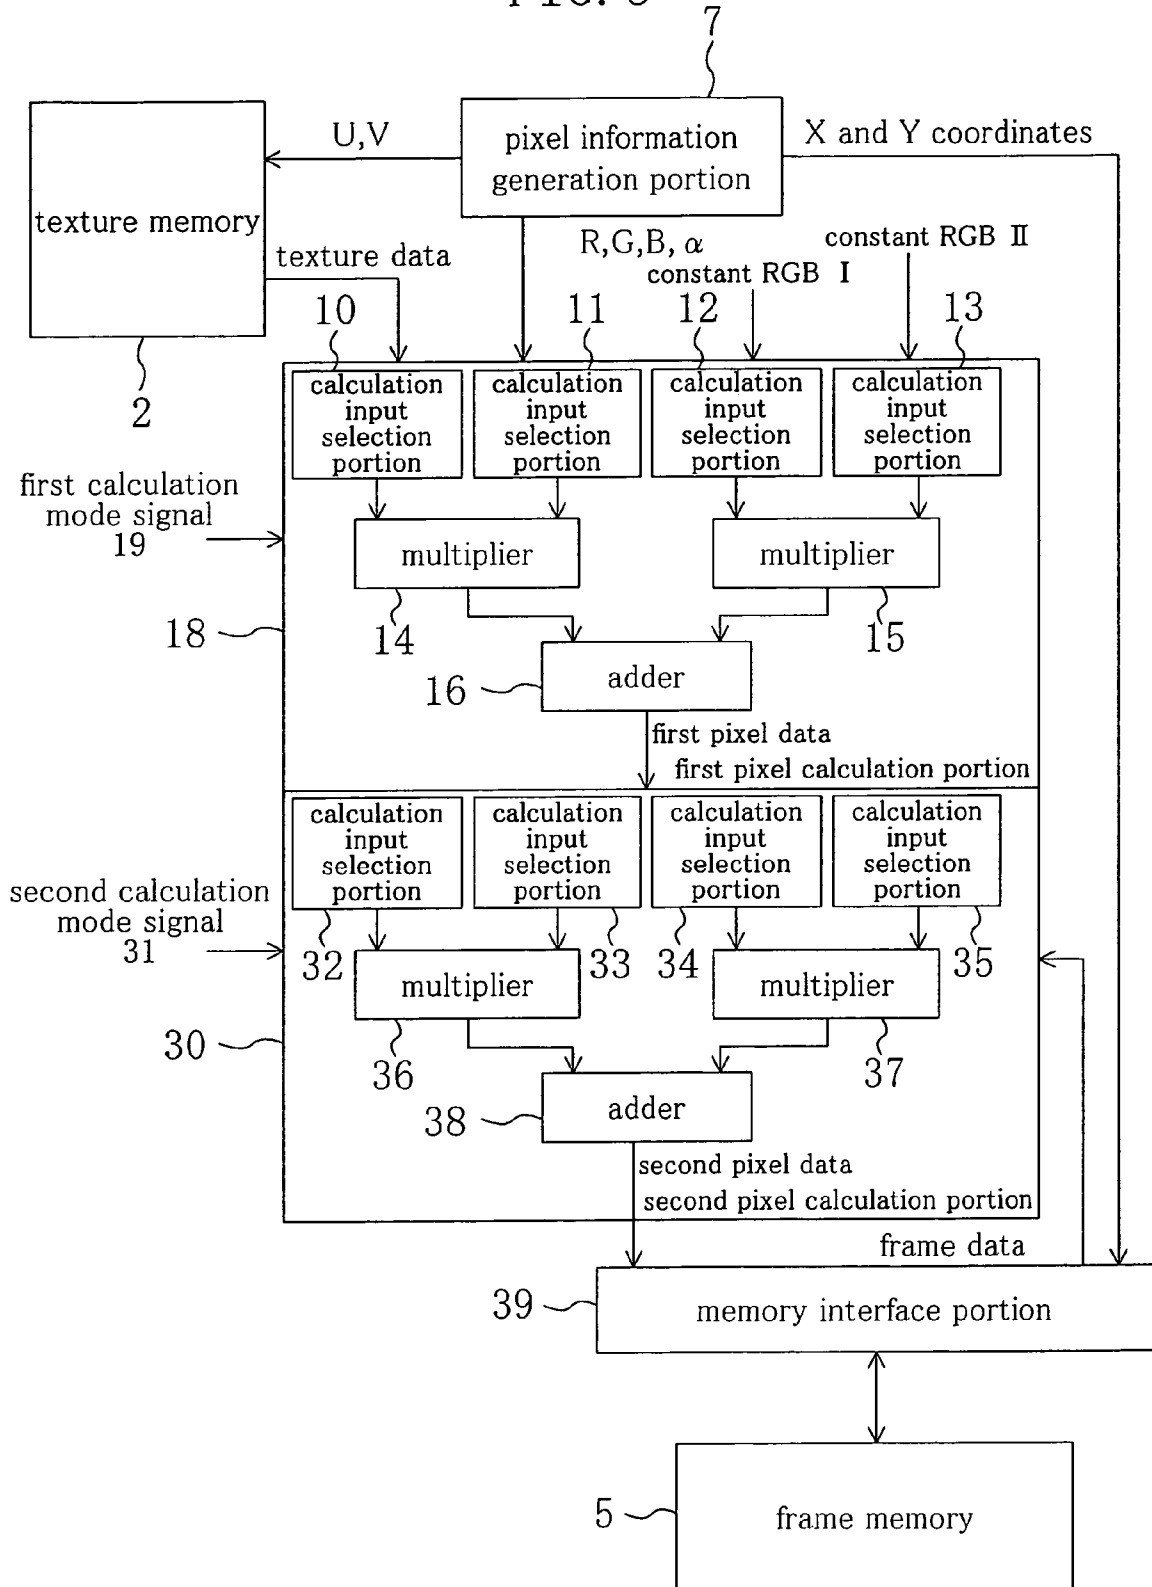 7
pixel information
generation portion
U,V
X and Y coordinates
texture memory
texture data
R,G,B, α
constant RGB I
constant RGB II
2
10
11
12
13
calculation
input
selection
portion
calculation
input
selection
portion
calculation
input
selection
portion
calculation
input
selection
portion
first calculation
mode signal
19
multiplier
multiplier
14
15
18
adder
16
first pixel data
first pixel calculation portion
calculation
input
selection
portion
calculation
input
selection
portion
calculation
input
selection
portion
calculation
input
selection
portion
second calculation
mode signal
31
32
33
34
35
multiplier
multiplier
30
36
37
adder
38
second pixel data
second pixel calculation portion
frame data
39
memory interface portion
5
frame memory